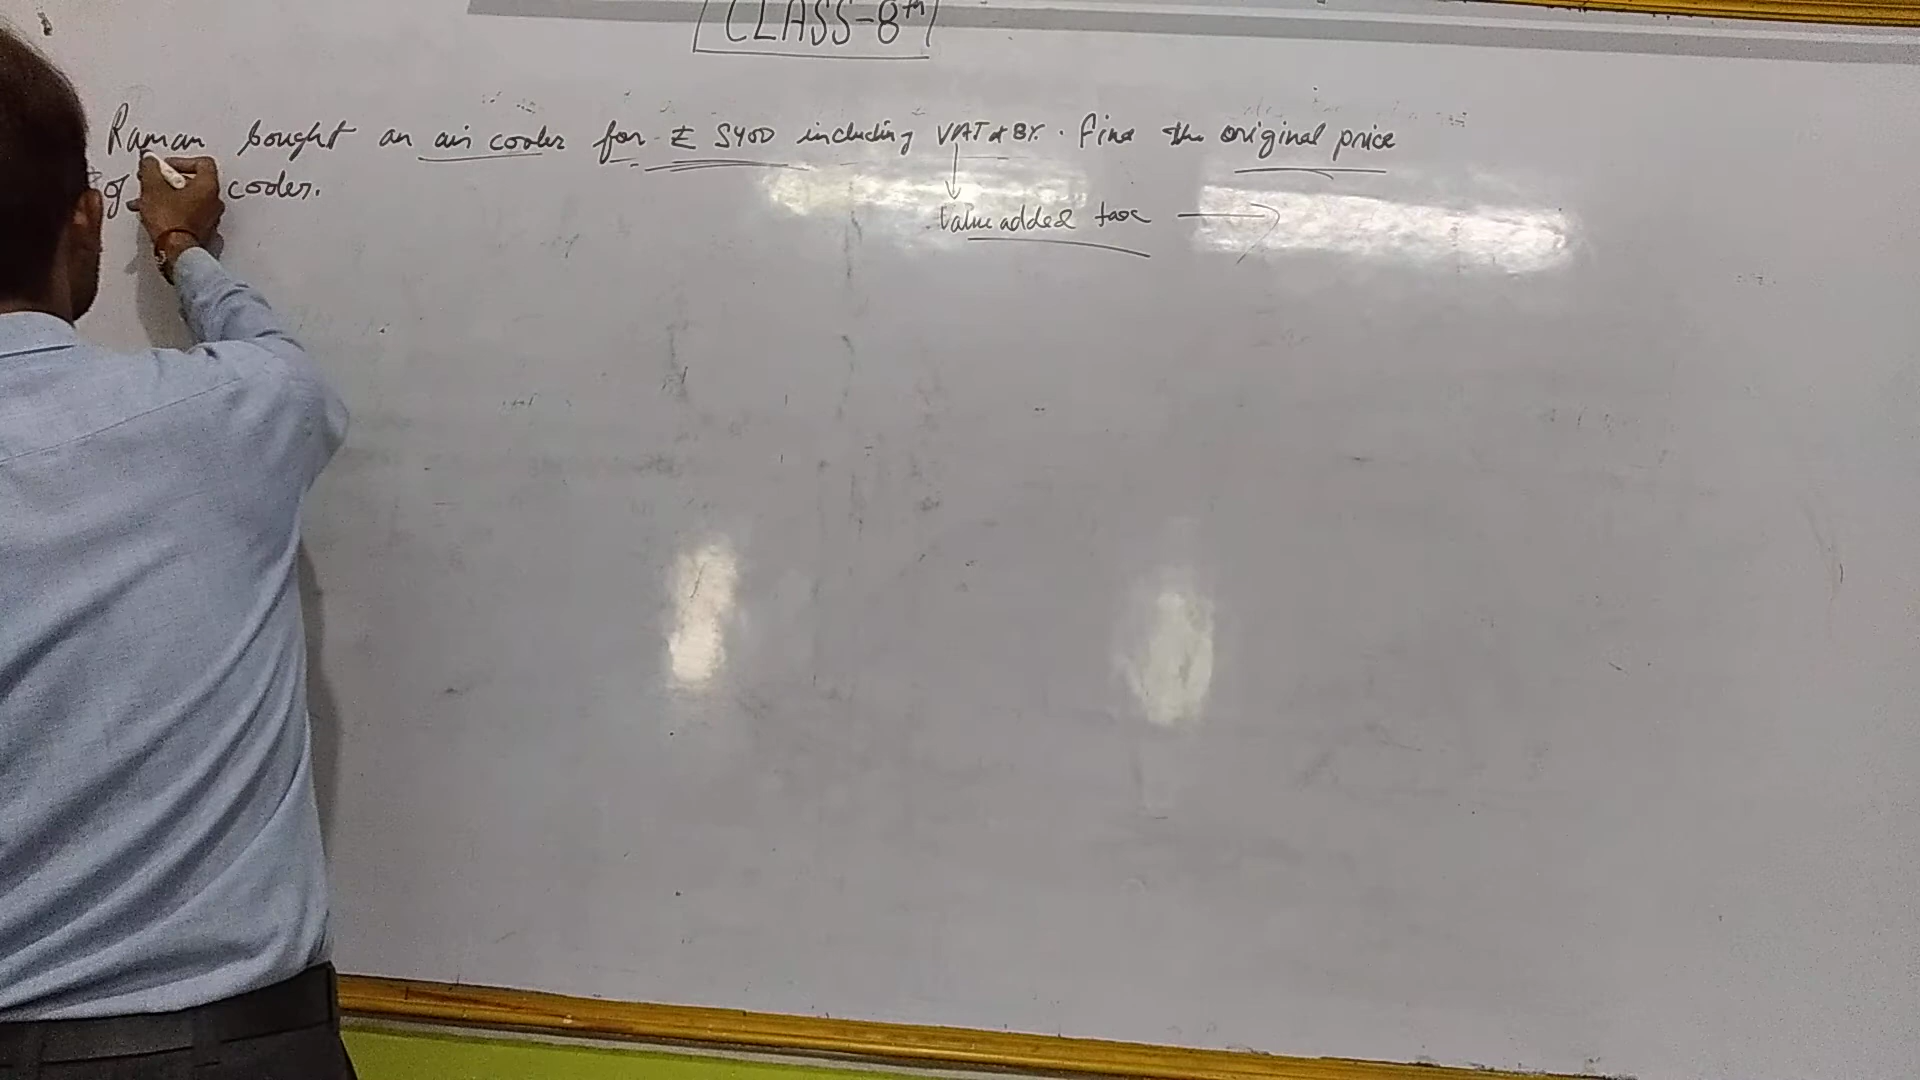 CLASS-8th
Raman bought an air cooler for ₹ 5400 including VAT at 8%. Find the original price
of cooler.
Value added tax →